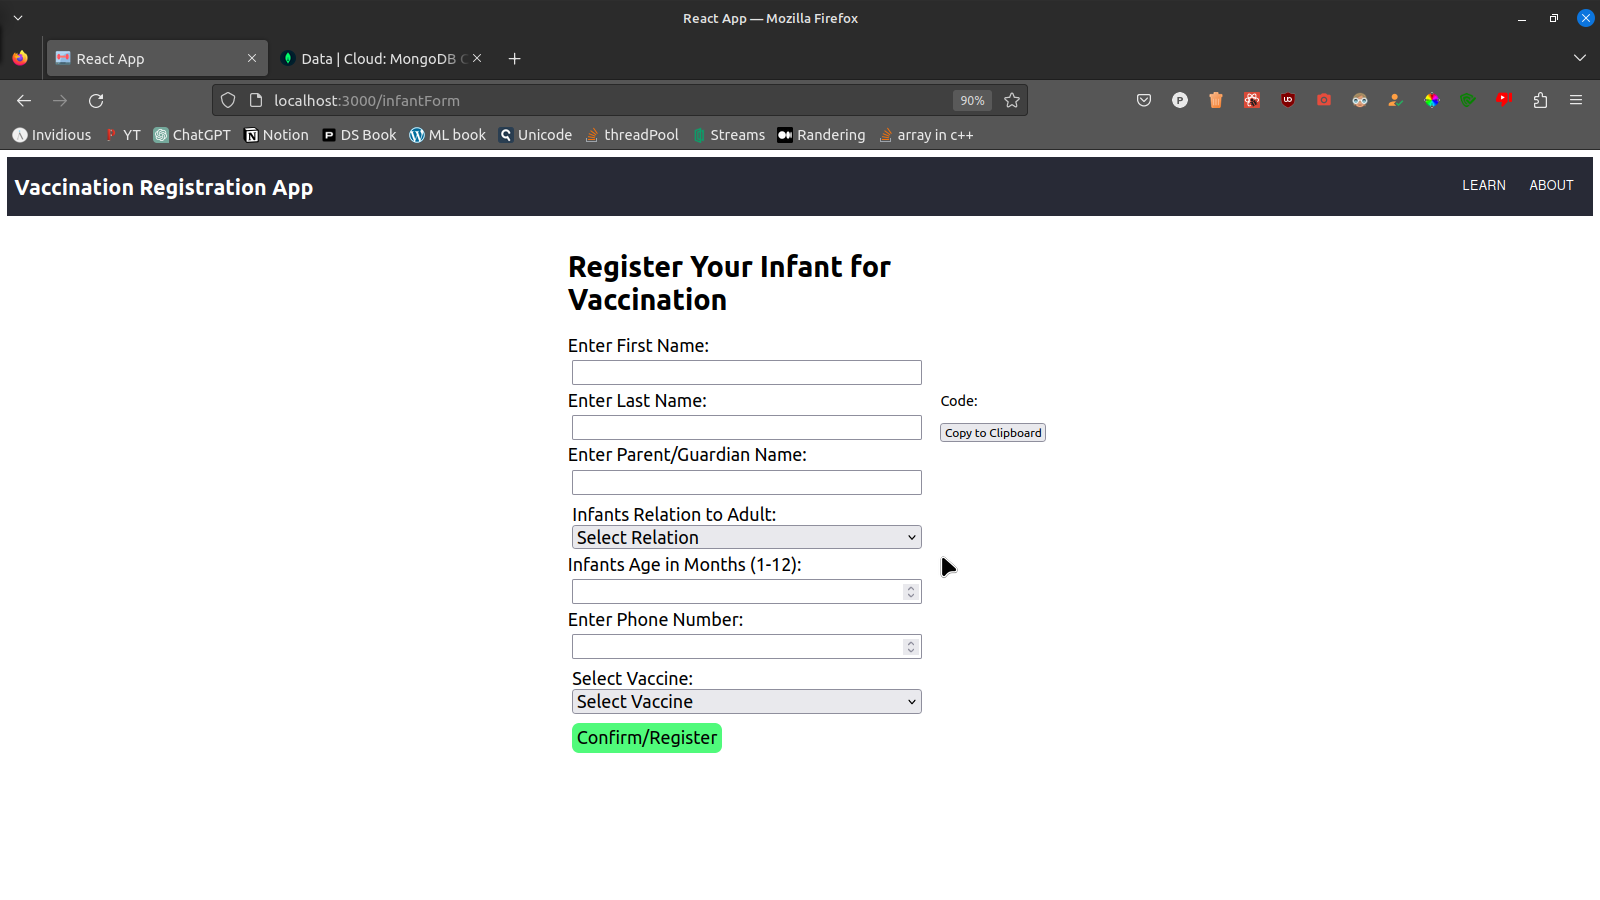 React App — Mozilla Firefox
React App
Data | Cloud: MongoDB C
localhost:3000/infantForm
90%
Invidious
YT
ChatGPT
Notion
DS Book
ML book
Unicode
threadPool
Streams
Randering
array in c++
Vaccination Registration App
LEARN
ABOUT
Register Your Infant for
Vaccination
Enter First Name:
Enter Last Name:
Code:
Copy to Clipboard
Enter Parent/Guardian Name:
Infants Relation to Adult:
Select Relation
Infants Age in Months (1-12):
Enter Phone Number:
Select Vaccine:
Select Vaccine
Confirm/Register